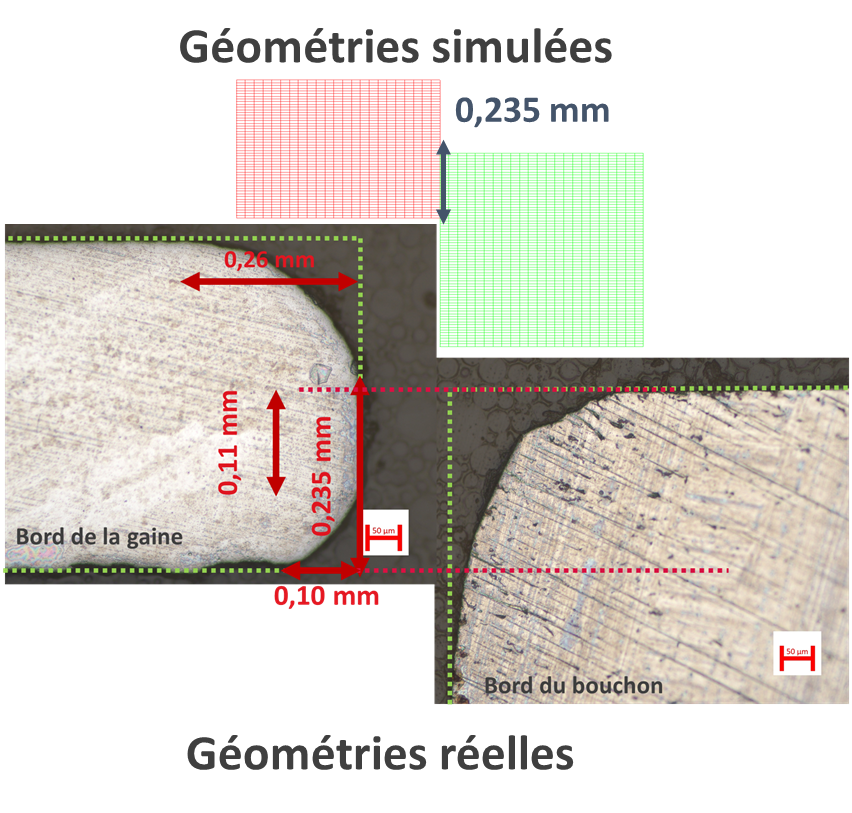 Géométries simulées
0,235 mm
0,26 mm
0,11 mm
0,235 mm
50 µm
Bord de la gaine
0,10 mm
50 µm
Bord du bouchon
Géométries réelles